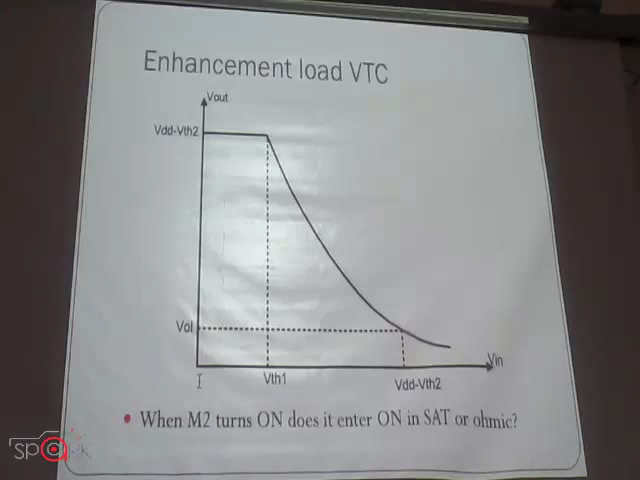 Enhancement load VTC
Vout
Vdd-Vth2
Vol
Vin
Vth1
Vdd-Vth2
• When M2 turns ON does it enter ON in SAT or ohmic?
spark